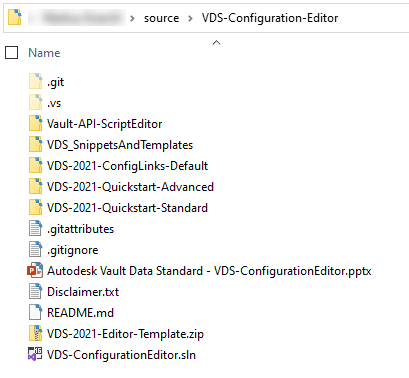 source > VDS-Configuration-Editor
Name
.git
.vs
Vault-API-ScriptEditor
VDS_SnippetsAndTemplates
VDS-2021-ConfigLinks-Default
VDS-2021-Quickstart-Advanced
VDS-2021-Quickstart-Standard
.gitattributes
.gitignore
Autodesk Vault Data Standard - VDS-ConfigurationEditor.pptx
Disclaimer.txt
README.md
VDS-2021-Editor-Template.zip
VDS-ConfigurationEditor.sln